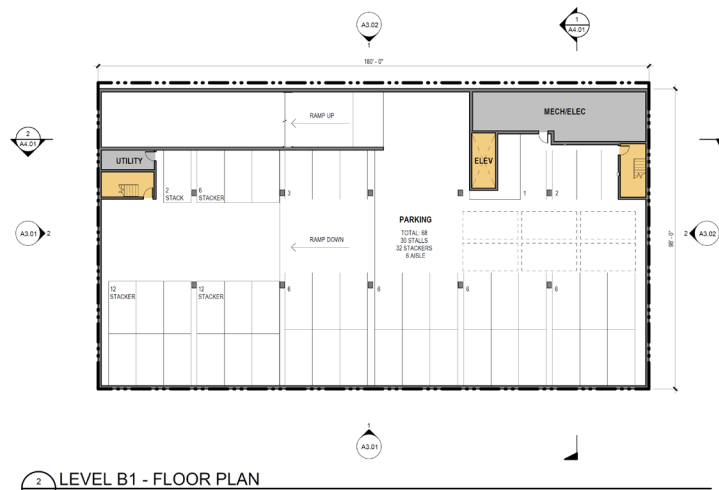 A3.02
1
1
A4.01
180' - 0"
RAMP UP
MECH/ELEC
2
A4.01
UTILITY
ELEV
2
STACK
6
STACKER
3
1
2
PARKING
TOTAL: 68
30 STALLS
32 STACKERS
6 AISLE
A3.01
2
RAMP DOWN
98' - 0"
2
A3.02
12
STACKER
12
STACKER
6
6
6
6
1
A3.01
2
LEVEL B1 - FLOOR PLAN